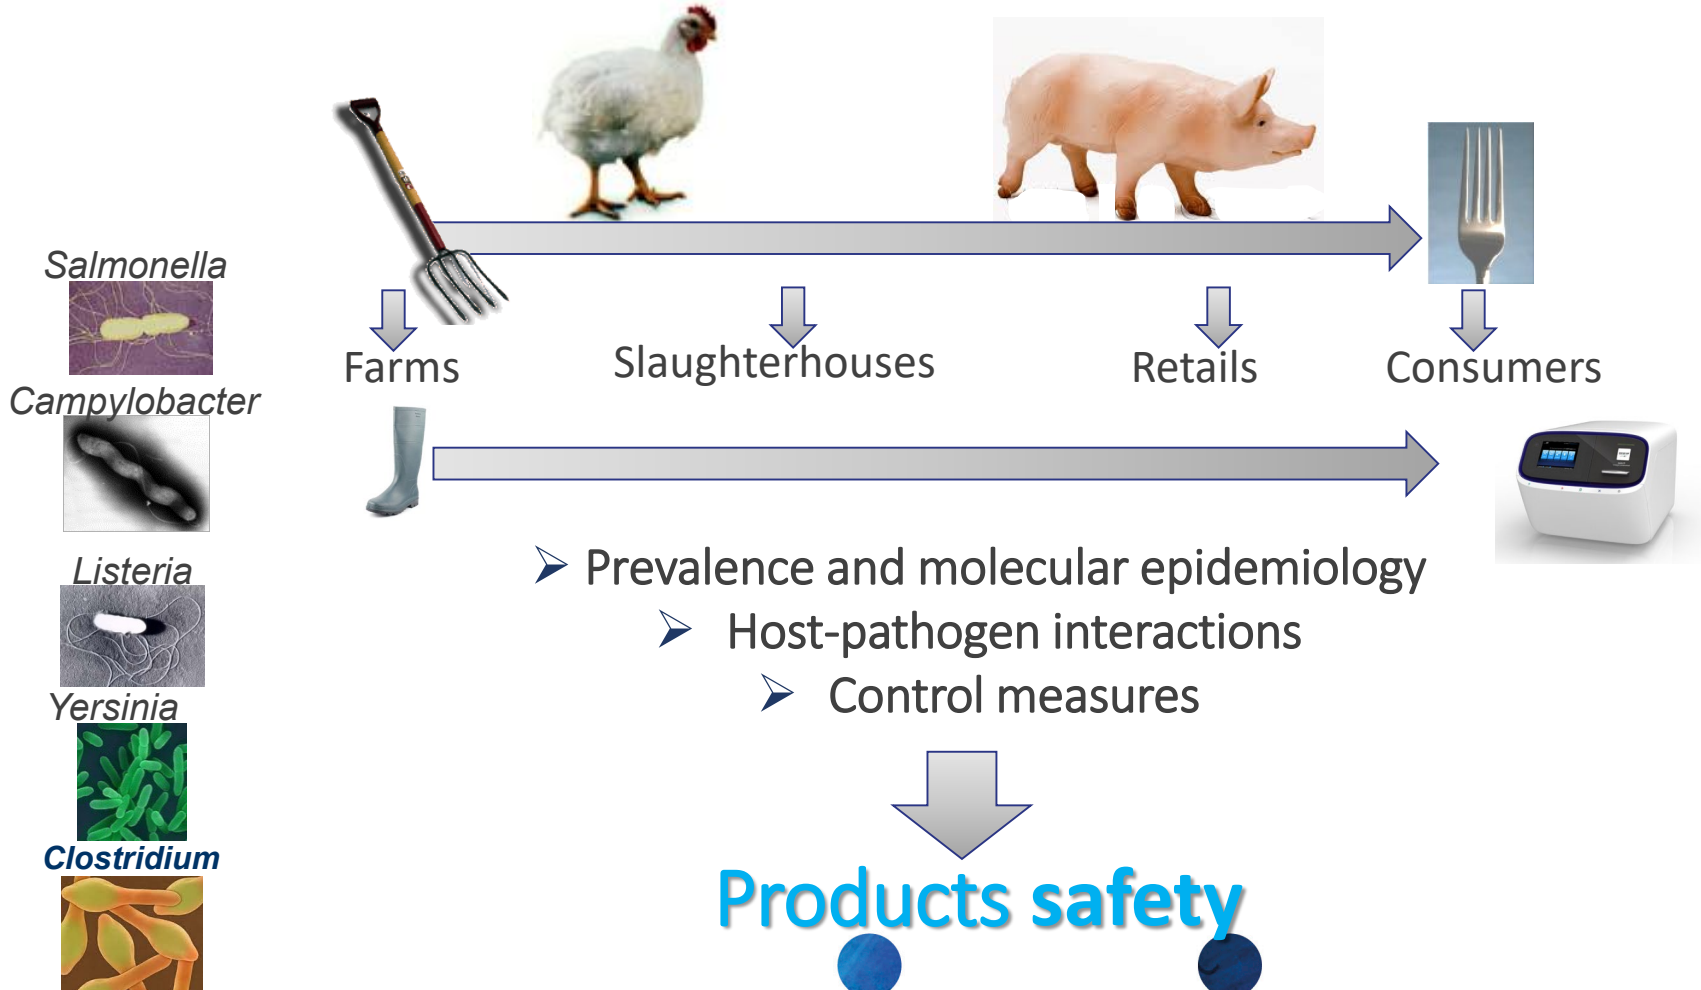 Salmonella
Campylobacter
Listeria
Yersinia
Clostridium
Farms
Slaughterhouses
Retails
Consumers
Prevalence and molecular epidemiology
Host-pathogen interactions
Control measures
Products safety